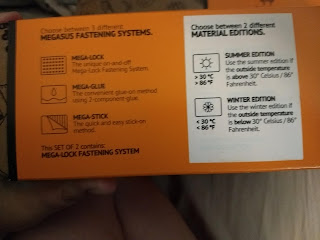 Choose between 3 different
MEGASUS FASTENING SYSTEMS.
MEGA-LOCK
The unique on-and-off
Mega-Lock Fastening System.
MEGA-GLUE
The convenient glue-on method
using 2-component glue.
MEGA-STICK
The quick and easy stick-on
method.
This SET OF 2 contains:
MEGA-LOCK FASTENING SYSTEM
Choose between 2 different
MATERIAL EDITIONS.
SUMMER EDITION
Use the summer edition if
the outside temperature
is above 30° Celsius / 86°
Fahrenheit.
> 30 °C
> 86 °F
WINTER EDITION
Use the winter edition if the
outside temperature
is below 30° Celsius / 86°
Fahrenheit.
< 30 °C
< 86 °F